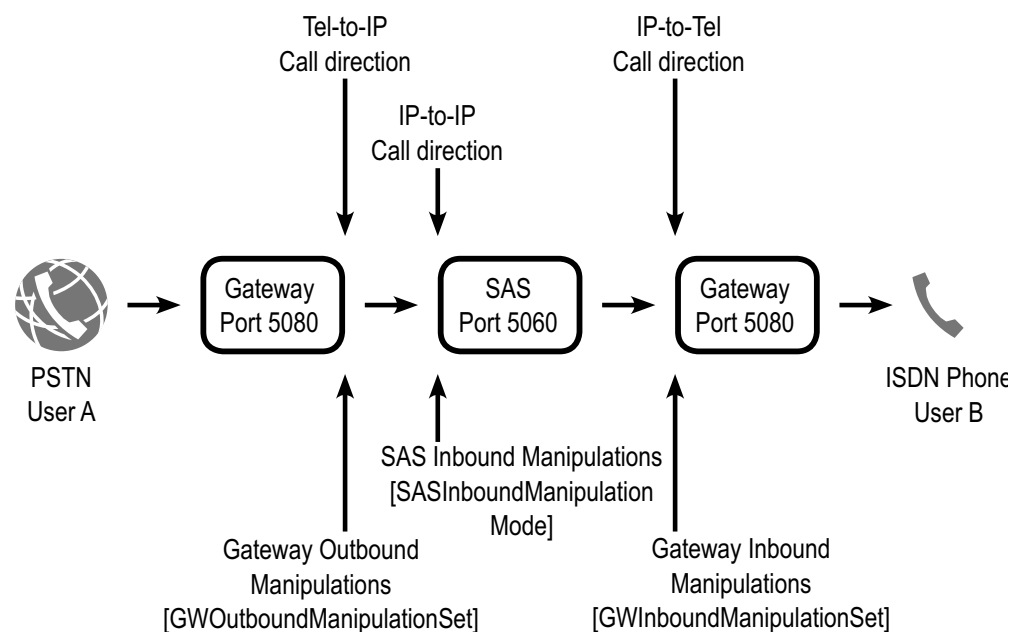 Tel-to-IP
Call direction
IP-to-Tel
Call direction
IP-to-IP
Call direction
Gateway
Port 5080
SAS
Port 5060
Gateway
Port 5080
PSTN
User A
ISDN Phone
User B
SAS Inbound Manipulations
[SASInboundManipulation
Mode]
Gateway Outbound
Manipulations
[GWOutboundManipulationSet]
Gateway Inbound
Manipulations
[GWInboundManipulationSet]